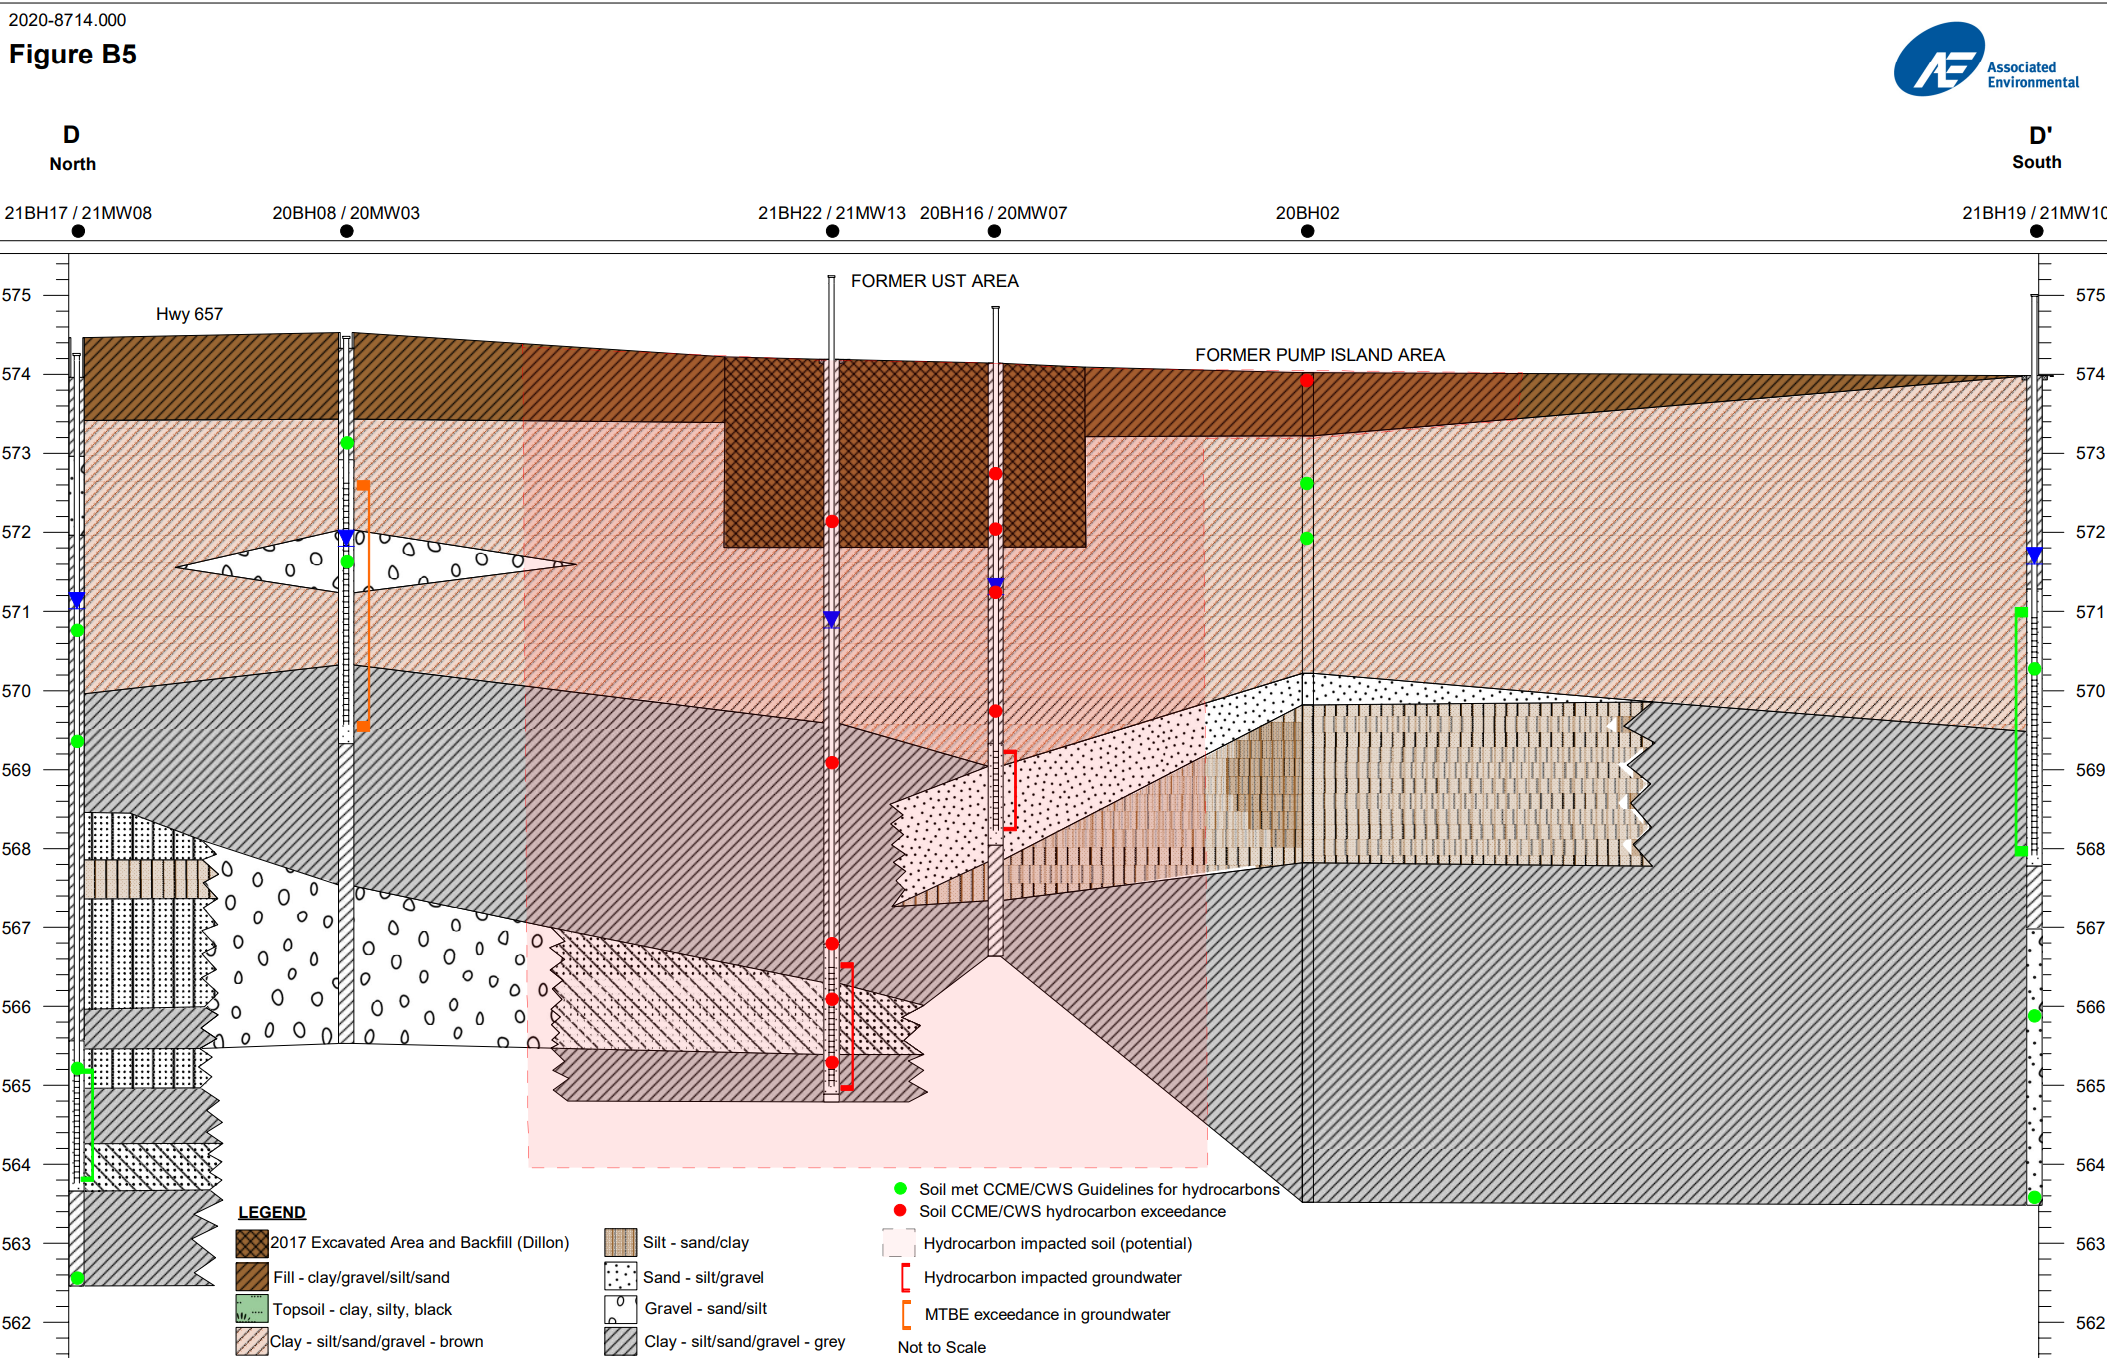 2020-8714.000
Figure B5
AE Associated
Environmental
D
North
D'
South
21BH17 / 21MW08
20BH08 / 20MW03
21BH22 / 21MW13
20BH16 / 20MW07
20BH02
21BH19 / 21MW10
FORMER UST AREA
Hwy 657
FORMER PUMP ISLAND AREA
575
575
574
574
573
573
572
572
571
571
570
570
569
569
568
568
567
567
566
566
565
565
564
564
563
563
562
562
LEGEND
2017 Excavated Area and Backfill (Dillon)
Fill - clay/gravel/silt/sand
Topsoil - clay, silty, black
Clay - silt/sand/gravel - brown
Silt - sand/clay
Sand - silt/gravel
Gravel - sand/silt
Clay - silt/sand/gravel - grey
Soil met CCME/CWS Guidelines for hydrocarbons
Soil CCME/CWS hydrocarbon exceedance
Hydrocarbon impacted soil (potential)
Hydrocarbon impacted groundwater
MTBE exceedance in groundwater
Not to Scale